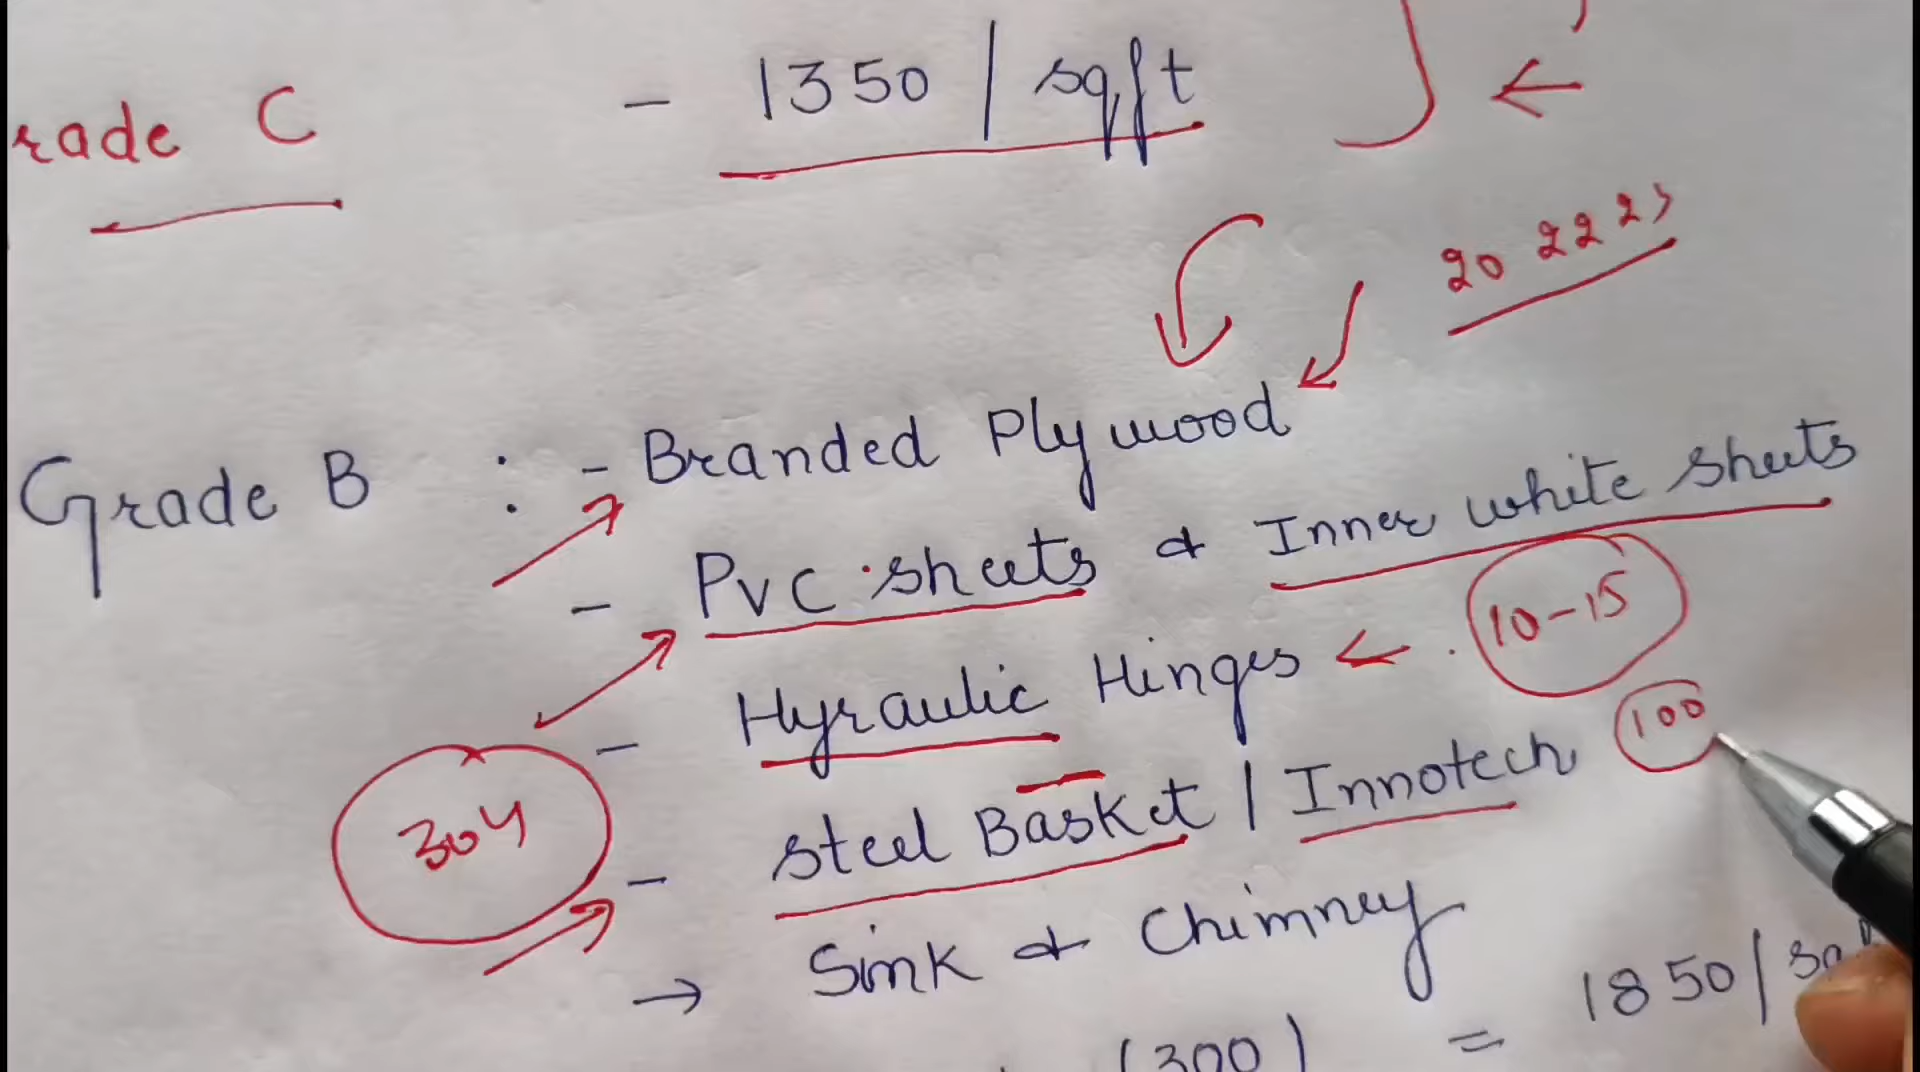 rade C - 1350 / sqft
20 22 23
Grade B : - Branded Plywood
- PVC sheets & Inner white sheets
- Hyraulic Hinges 10-15
304 - steel Basket / Innotech 100
→ Sink & Chimney
(300) = 1850/